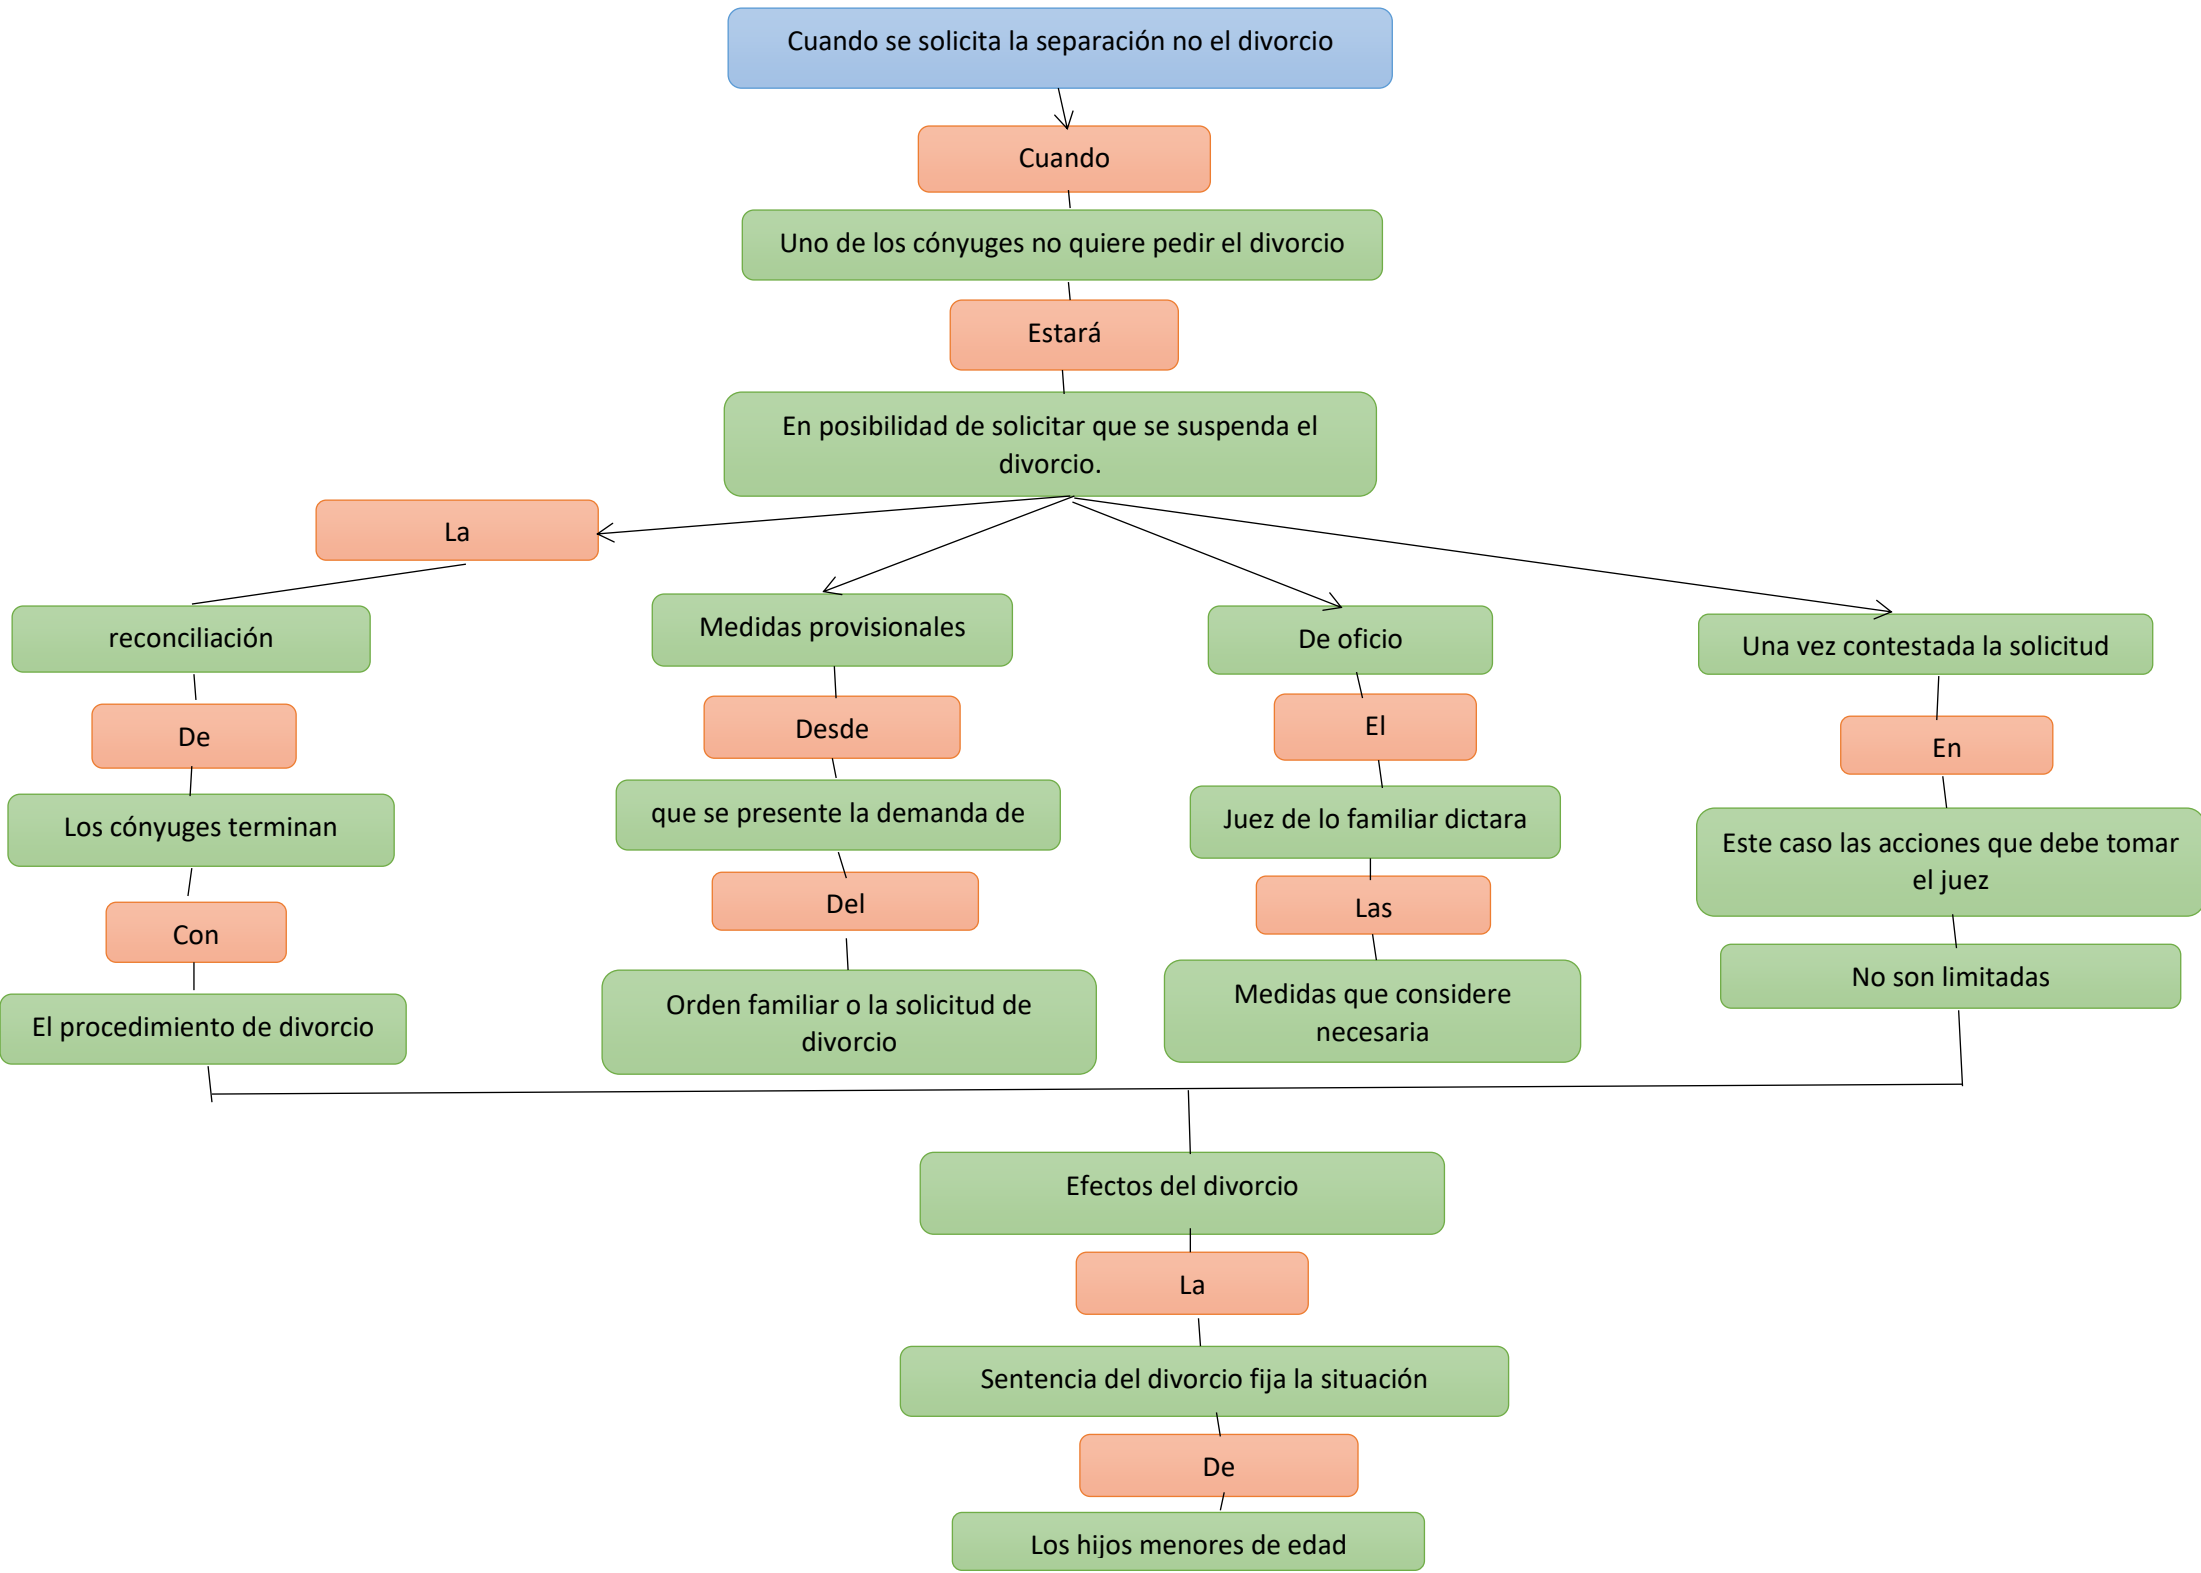 Cuando se solicita la separación no el divorcio
Cuando
Uno de los cónyuges no quiere pedir el divorcio
Estará
En posibilidad de solicitar que se suspenda el
divorcio.
La
reconciliación
De
Los cónyuges terminan
Con
El procedimiento de divorcio
Medidas provisionales
Desde
que se presente la demanda de
Del
Orden familiar o la solicitud de
divorcio
De oficio
El
Juez de lo familiar dictara
Las
Medidas que considere
necesaria
Una vez contestada la solicitud
En
Este caso las acciones que debe tomar
el juez
No son limitadas
Efectos del divorcio
La
Sentencia del divorcio fija la situación
De
Los hijos menores de edad